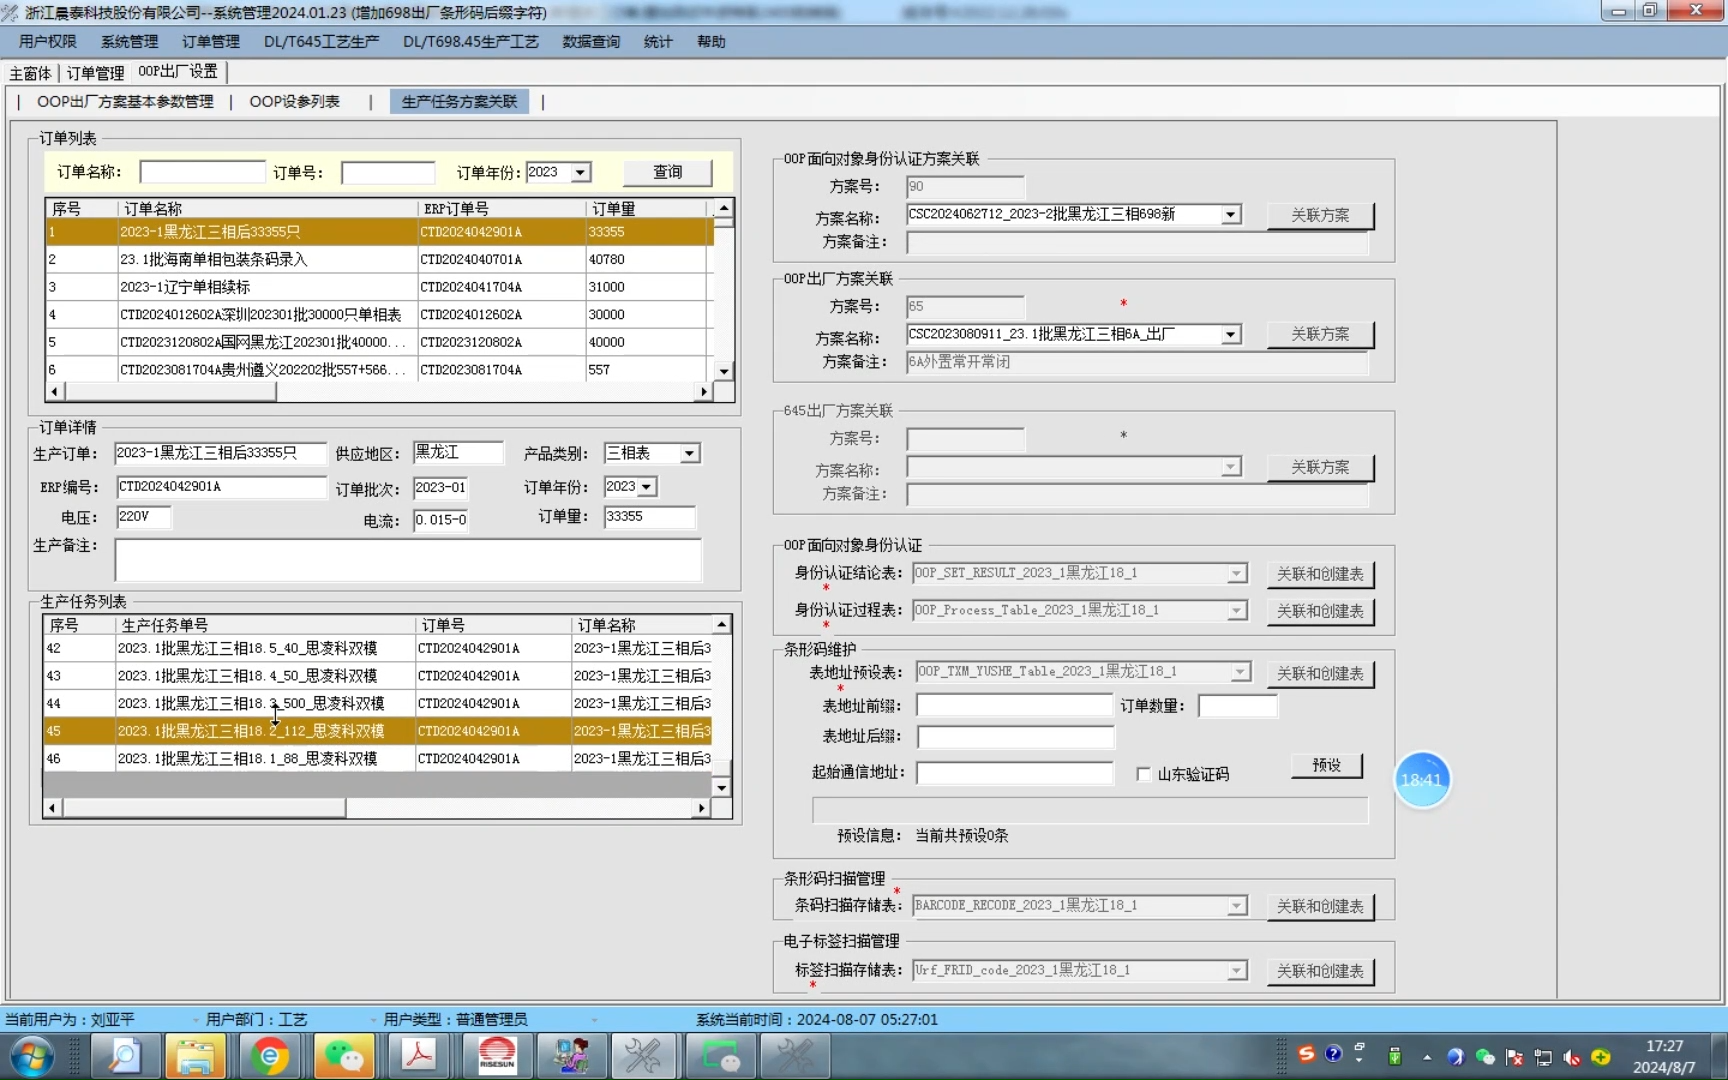 浙江晨泰科技股份有限公司--系统管理2024.01.23 (增加698出厂条形码后缀字符)
用户权限 系统管理 订单管理 DL/T645工艺生产 DL/T698.45生产工艺 数据查询 统计 帮助
主窗体 订单管理 OOP出厂设置
| OOP出厂方案基本参数管理 | OOP设参列表 | 生产任务方案关联 |
订单列表
订单名称: 订单号: 订单年份: 2023 查询
序号 订单名称 ERP订单号 订单量
1 2023-1黑龙江三相后33355只 CTD2024042901A 33355
2 23.1批海南单相包装条码录入 CTD2024040701A 40780
3 2023-1辽宁单相续标 CTD2024041704A 31000
4 CTD2024012602A深圳202301批30000只单相表 CTD2024012602A 30000
5 CTD2023120802A国网黑龙江202301批40000... CTD2023120802A 40000
6 CTD2023081704A贵州遵义202202批557+566... CTD2023081704A 557
订单详情
生产订单: 2023-1黑龙江三相后33355只 供应地区: 黑龙江 产品类别: 三相表
ERP编号: CTD2024042901A 订单批次: 2023-01 订单年份: 2023
电压: 220V 电流: 0.015-0 订单量: 33355
生产备注:
生产任务列表
序号 生产任务单号 订单号 订单名称
42 2023.1批黑龙江三相18.5_40_思凌科双模 CTD2024042901A 2023-1黑龙江三相后3
43 2023.1批黑龙江三相18.4_50_思凌科双模 CTD2024042901A 2023-1黑龙江三相后3
44 2023.1批黑龙江三相18.3_500_思凌科双模 CTD2024042901A 2023-1黑龙江三相后3
45 2023.1批黑龙江三相18.2_112_思凌科双模 CTD2024042901A 2023-1黑龙江三相后3
46 2023.1批黑龙江三相18.1_88_思凌科双模 CTD2024042901A 2023-1黑龙江三相后3
OOP面向对象身份认证方案关联
方案号: 90
方案名称: CSC2024062712_2023-2批黑龙江三相698新 关联方案
方案备注:
OOP出厂方案关联
方案号: 65 *
方案名称: CSC2023080911_23.1批黑龙江三相6A_出厂 关联方案
方案备注: 6A外置常开常闭
645出厂方案关联
方案号: *
方案名称: 关联方案
方案备注:
OOP面向对象身份认证
身份认证结论表: OOP_SET_RESULT_2023_1黑龙江18_1 关联和创建表
*
身份认证过程表: OOP_Process_Table_2023_1黑龙江18_1 关联和创建表
*
条形码维护
表地址预设表: OOP_TXM_YUSHE_Table_2023_1黑龙江18_1 关联和创建表
*
表地址前缀: 订单数量:
表地址后缀:
起始通信地址: 山东验证码 预设
预设信息: 当前共预设0条
条形码扫描管理
*
条码扫描存储表: BARCODE_RECODE_2023_1黑龙江18_1 关联和创建表
电子标签扫描管理
标签扫描存储表: Urf_FRID_code_2023_1黑龙江18_1 关联和创建表
*
18:41
当前用户为:刘亚平 - 用户部门:工艺 - 用户类型:普通管理员 - 系统当前时间:2024-08-07 05:27:01
RISESUN
17:27
2024/8/7